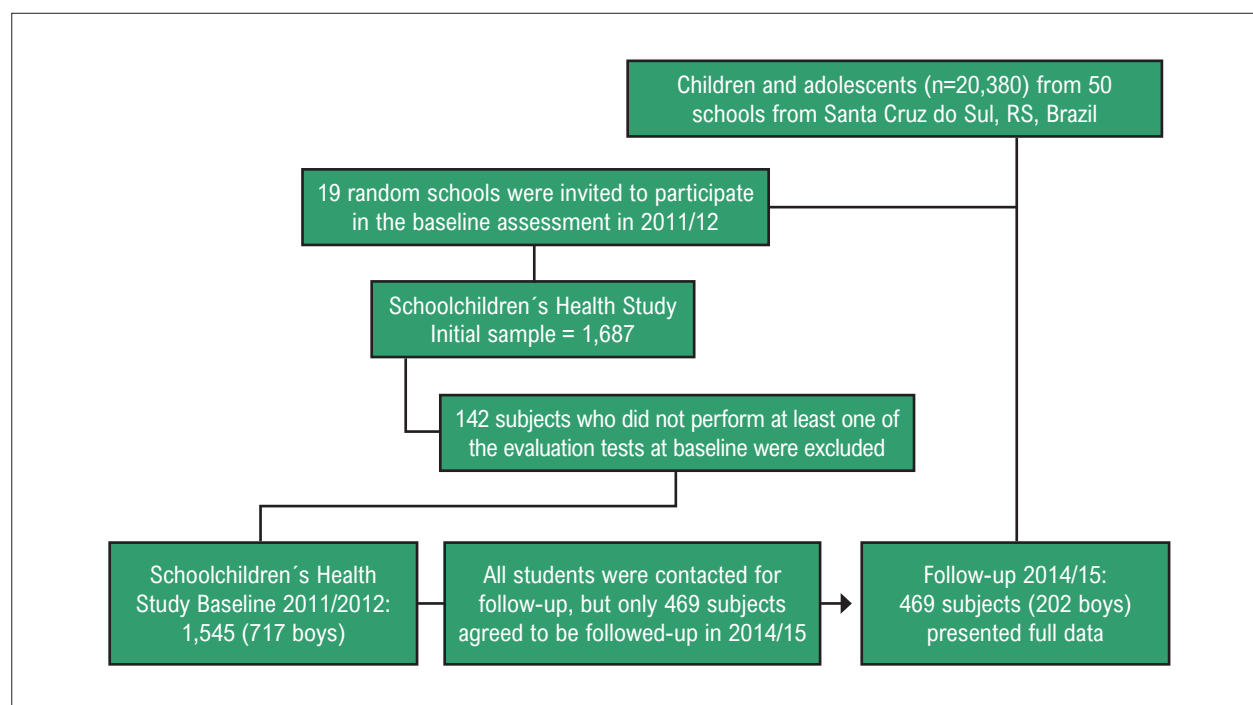 Children and adolescents (n=20,380) from 50
schools from Santa Cruz do Sul, RS, Brazil
19 random schools were invited to participate
in the baseline assessment in 2011/12
Schoolchildren´s Health Study
Initial sample = 1,687
142 subjects who did not perform at least one of
the evaluation tests at baseline were excluded
Schoolchildren´s Health
Study Baseline 2011/2012:
1,545 (717 boys)
All students were contacted for
follow-up, but only 469 subjects
agreed to be followed-up in 2014/15
Follow-up 2014/15:
469 subjects (202 boys)
presented full data